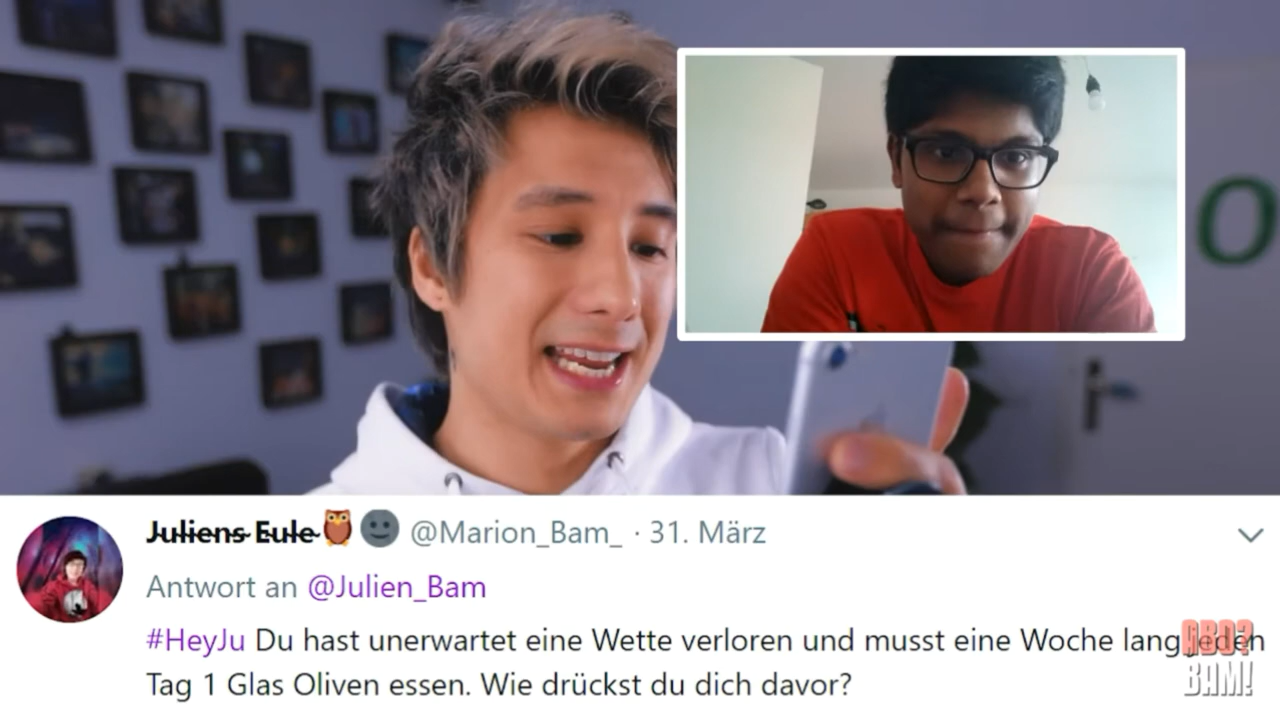 O
Juliens Eule @Marion_Bam_ · 31. März
Antwort an @Julien_Bam
#HeyJu Du hast unerwartet eine Wette verloren und musst eine Woche lang jeden
Tag 1 Glas Oliven essen. Wie drückst du dich davor?
ABO?
BAM!